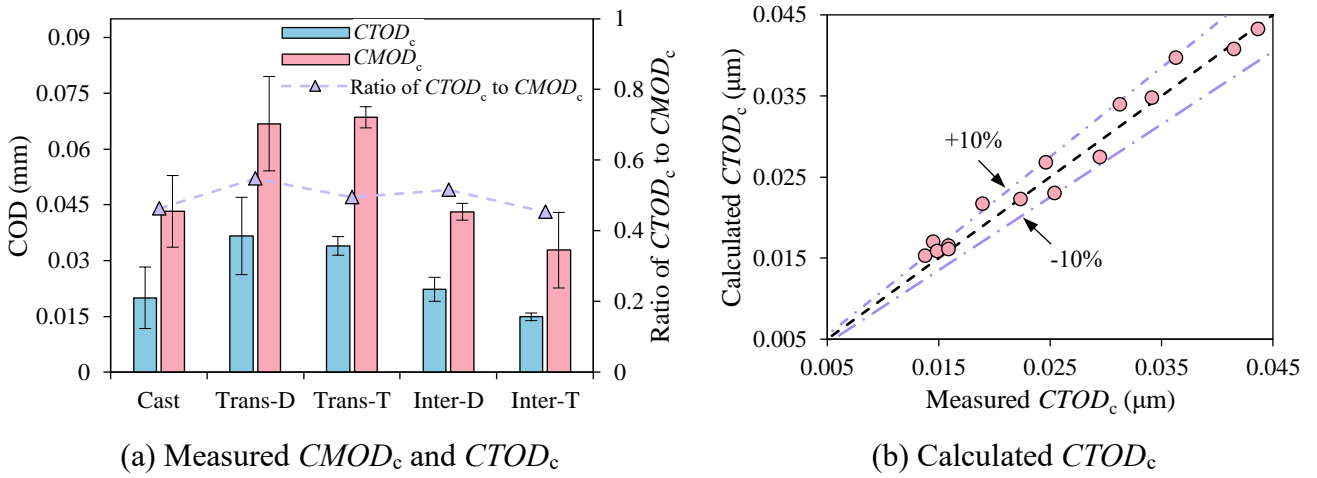 COD (mm)
0.09
0.075
0.06
0.045
0.03
0.015
0
CTODc
CMODc
Ratio of CTODc to CMODc
1
0.8
0.6
0.4
0.2
0
Ratio of CTODc to CMODc
Cast Trans-D Trans-T Inter-D Inter-T
(a) Measured CMODc and CTODc
Calculated CTODc (μm)
0.045
0.035
0.025
0.015
0.005
+10%
-10%
0.005 0.015 0.025 0.035 0.045
Measured CTODc (μm)
(b) Calculated CTODc